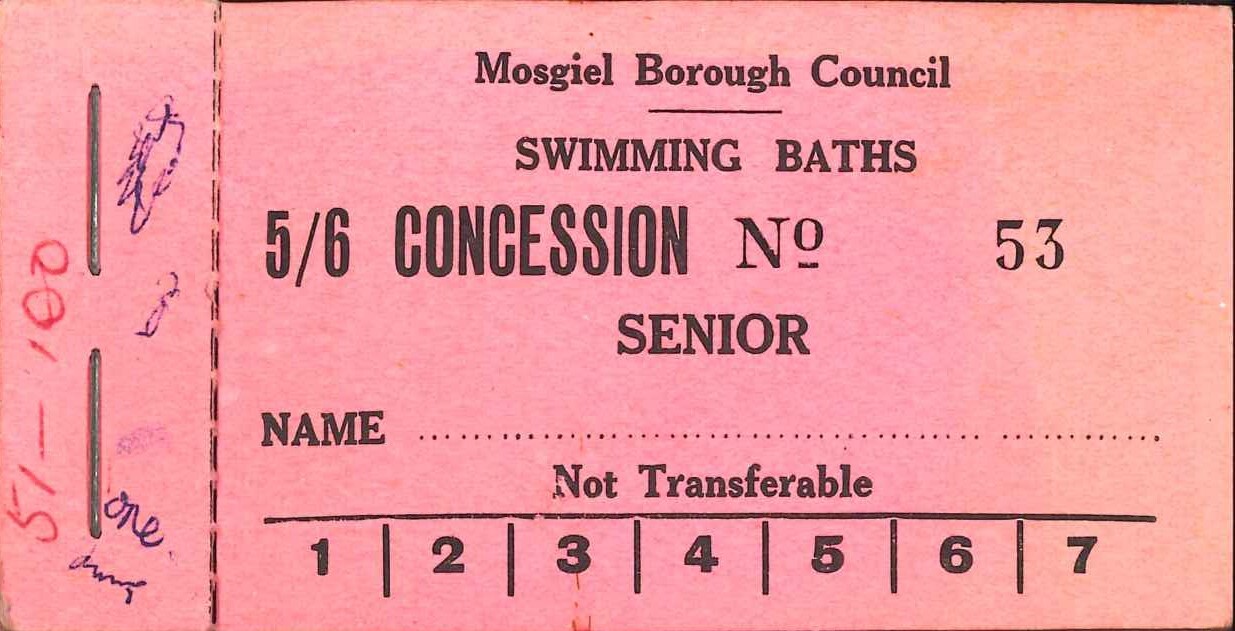 Mosgiel Borough Council
SWIMMING BATHS
5/6 CONCESSION Nº 53
SENIOR
NAME ........................................................
Not Transferable
1 2 3 4 5 6 7
51-100
one